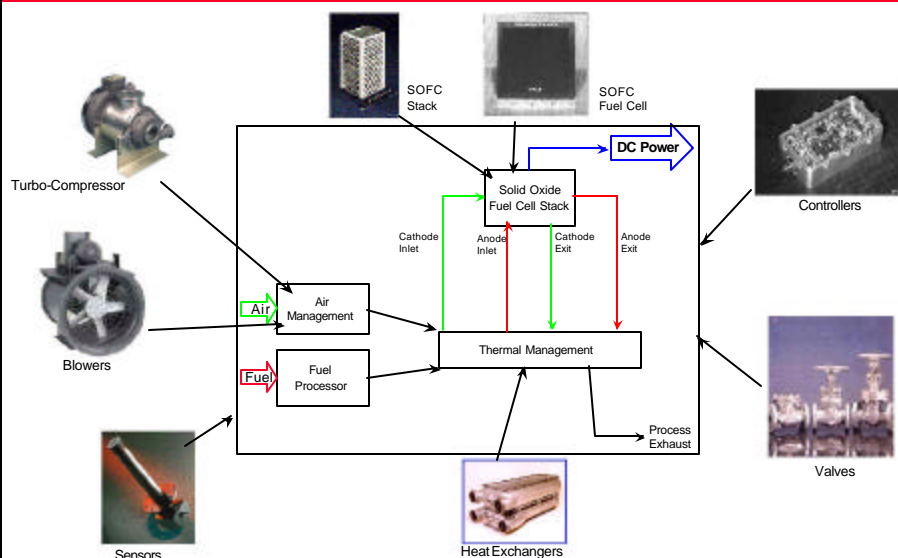 SOFC
Stack
SOFC
Fuel Cell
DC Power
Turbo-Compressor
Solid Oxide
Fuel Cell Stack
Controllers
Cathode
Inlet
Anode
Inlet
Cathode
Exit
Anode
Exit
Air
Air
Management
Blowers
Thermal Management
Fuel
Fuel
Processor
Process
Exhaust
Valves
Sensors
Heat Exchangers